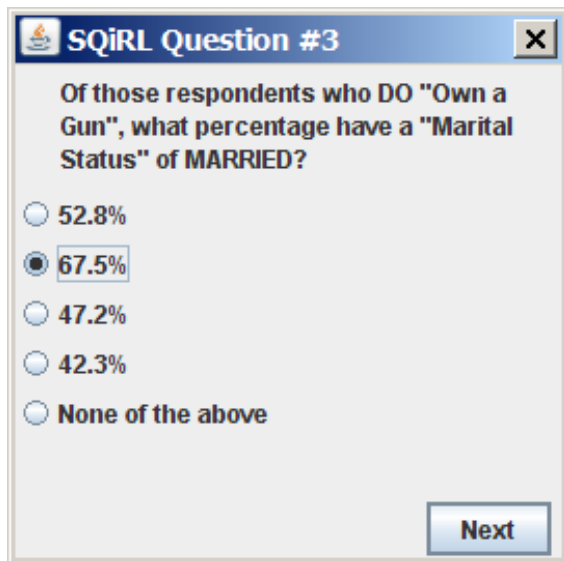 SQiRL Question #3
Of those respondents who DO "Own a
Gun", what percentage have a "Marital
Status" of MARRIED?
52.8%
67.5%
47.2%
42.3%
None of the above
Next